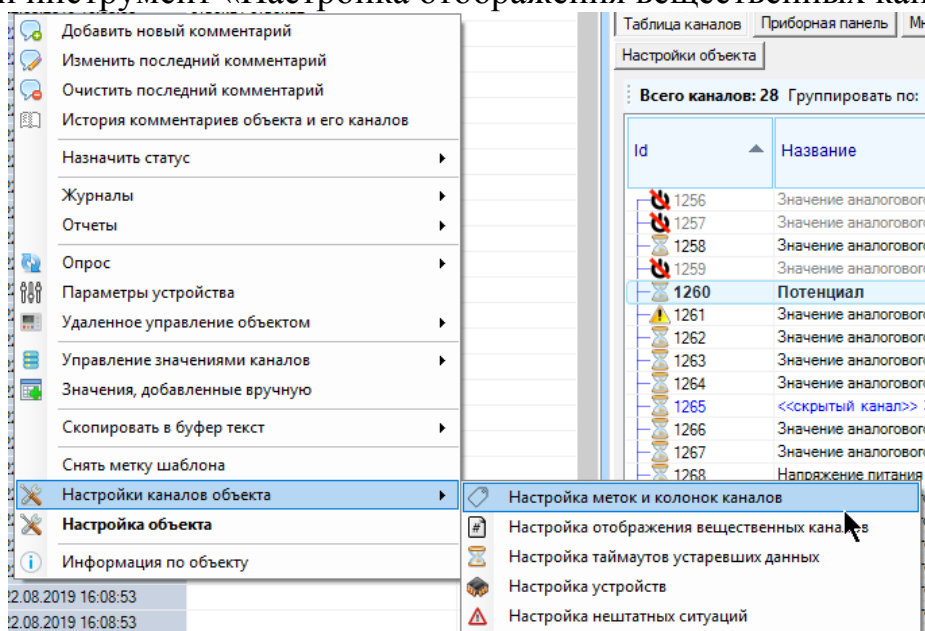 инструмент «Настройка отображения вещественных кан
Добавить новый комментарий
Изменить последний комментарий
Очистить последний комментарий
История комментариев объекта и его каналов
Назначить статус
Журналы
Отчеты
Опрос
Параметры устройства
Удаленное управление объектом
Управление значениями каналов
Значения, добавленные вручную
Скопировать в буфер текст
Снять метку шаблона
Настройки каналов объекта
Настройка объекта
Информация по объекту
22.08.2019 16:08:53
22.08.2019 16:08:53
Таблица каналов Приборная панель
Настройки объекта
Всего каналов: 28 Группировать по:
Id Название
1256 Значение аналогового
1257 Значение аналогового
1258 Значение аналогового
1259 Значение аналогового
1260 Потенциал
1261 Значение аналогового
1262 Значение аналогового
1263 Значение аналогового
1264 Значение аналогового
1265 <<скрытый канал>>
1266 Значение аналогового
1267 Значение аналогового
1268 Напряжение питания
Настройка меток и колонок каналов
Настройка отображения вещественных каналов
Настройка таймаутов устаревших данных
Настройка устройств
Настройка нештатных ситуаций